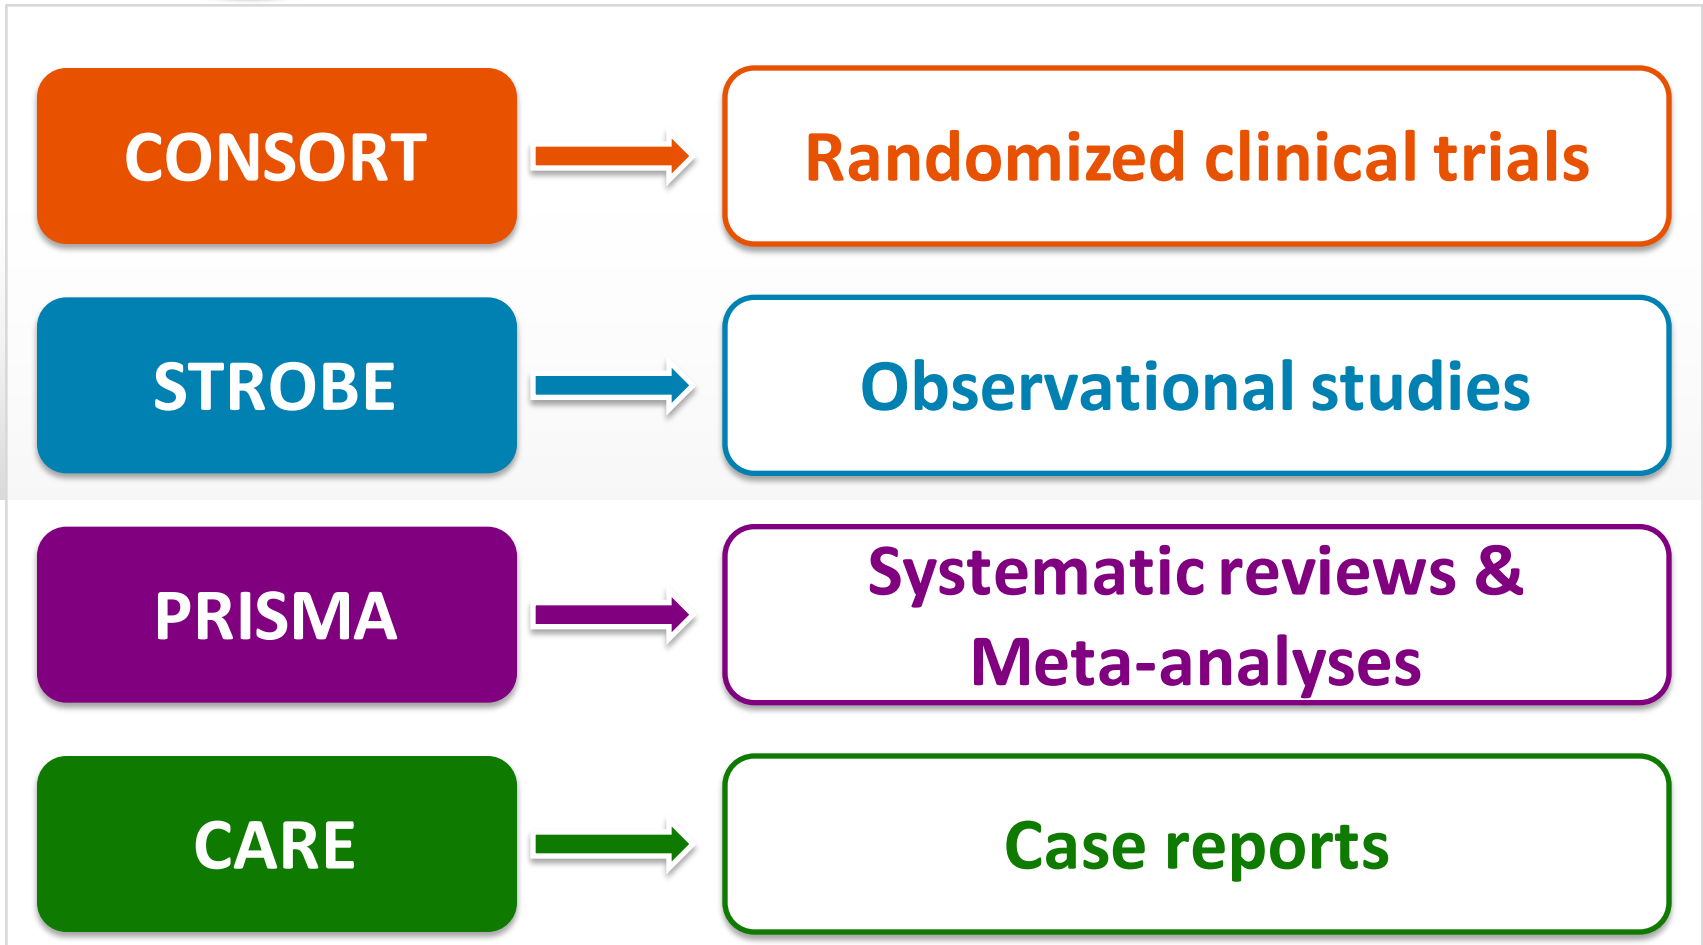 CONSORT
Randomized clinical trials
STROBE
Observational studies
PRISMA
Systematic reviews &
Meta-analyses
CARE
Case reports